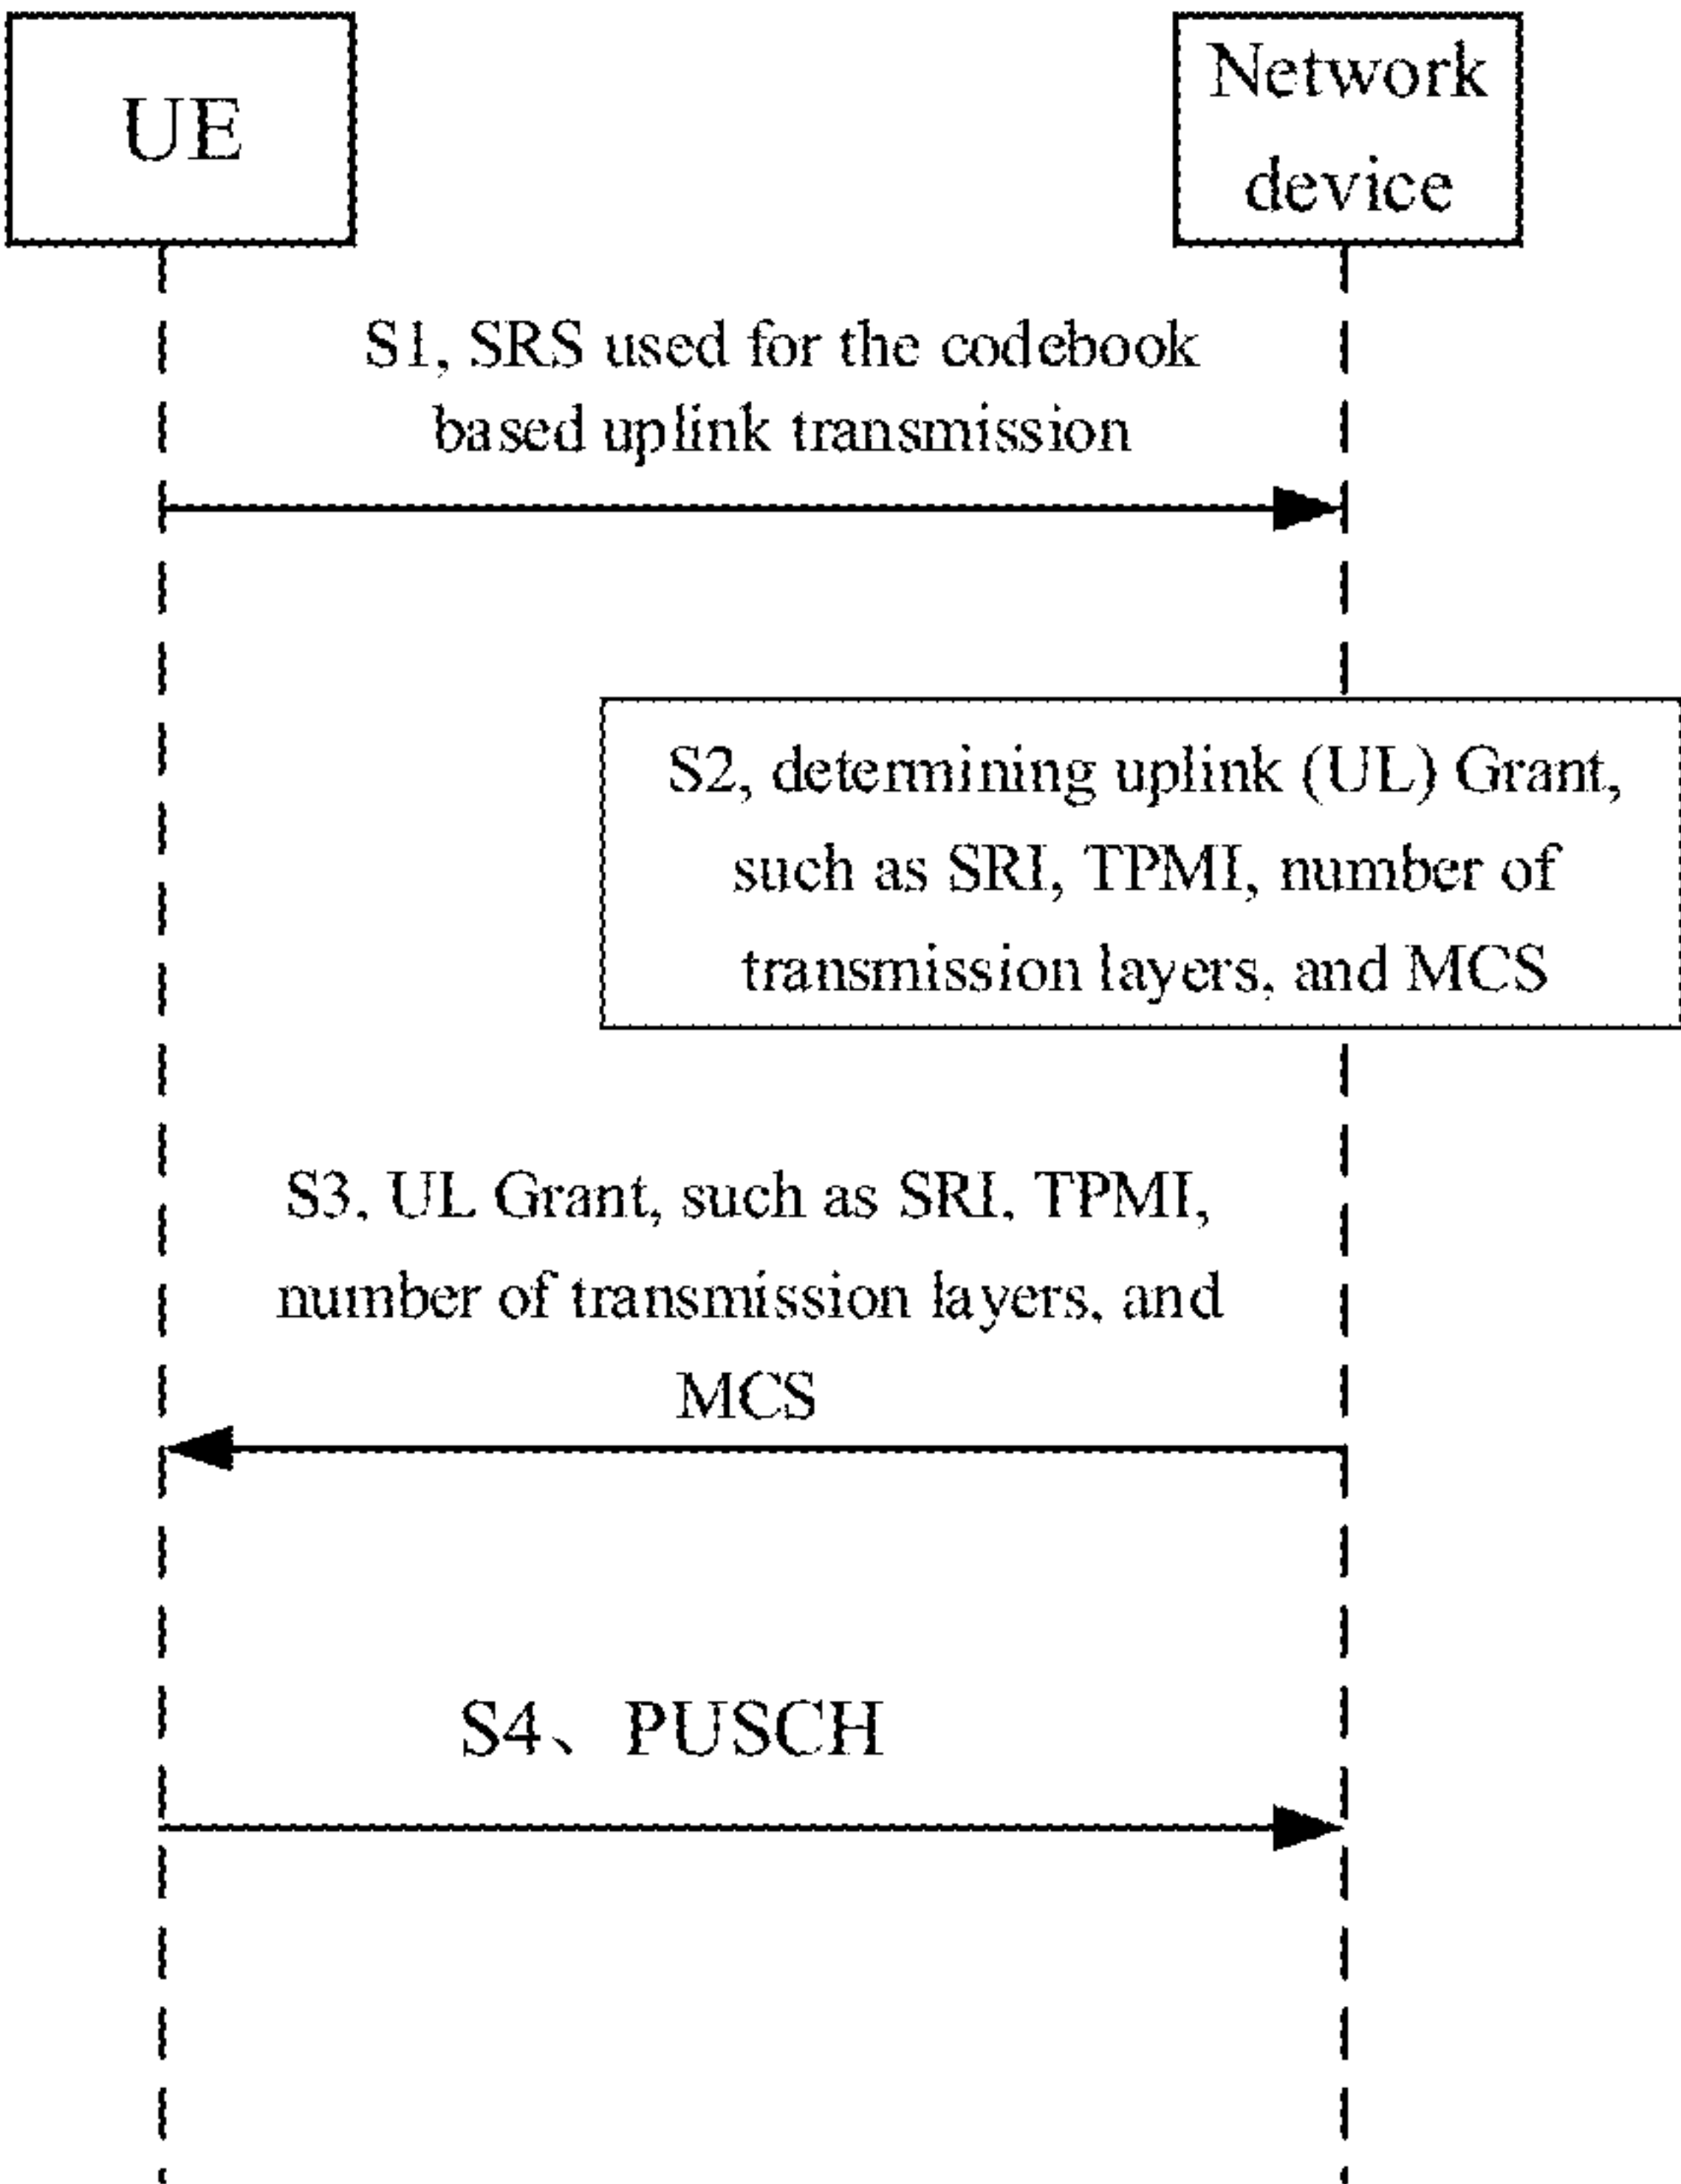 UE
Network
device
S1, SRS used for the codebook
based uplink transmission
S2, determining uplink (UL) Grant,
such as SRI, TPMI, number of
transmission layers, and MCS
S3, UL Grant, such as SRI, TPMI,
number of transmission layers, and
MCS
S4、PUSCH